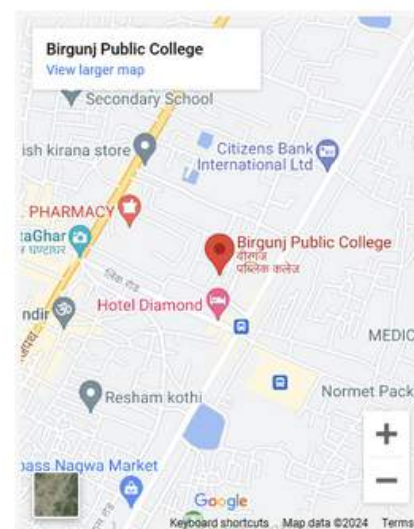 Birgunj Public College
View larger map
Secondary School
ish kirana store
Citizens Bank
International Ltd
PHARMACY
Birgunj Public College
वीरगंज
पब्लिक कलेज
taGhar
घण्टाघर
लिंक रोड
Hotel Diamond
ndir
MEDIC
Resham kothi
Normet Pack
pass Nagwa Market
+
−
Google
Keyboard shortcuts
Map data ©2024
Terms